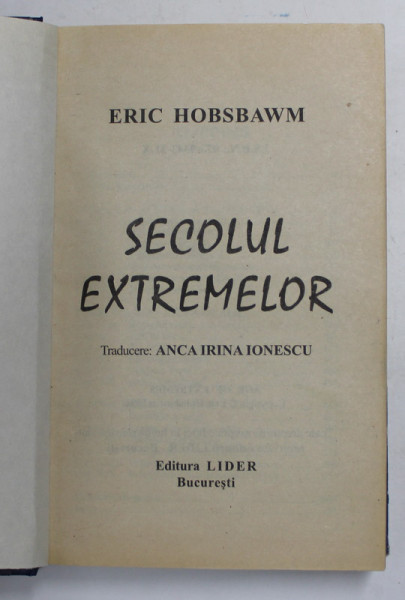 ERIC HOBSBAWM
SECOLUL
EXTREMELOR
Traducere: ANCA IRINA IONESCU
Editura LIDER
București